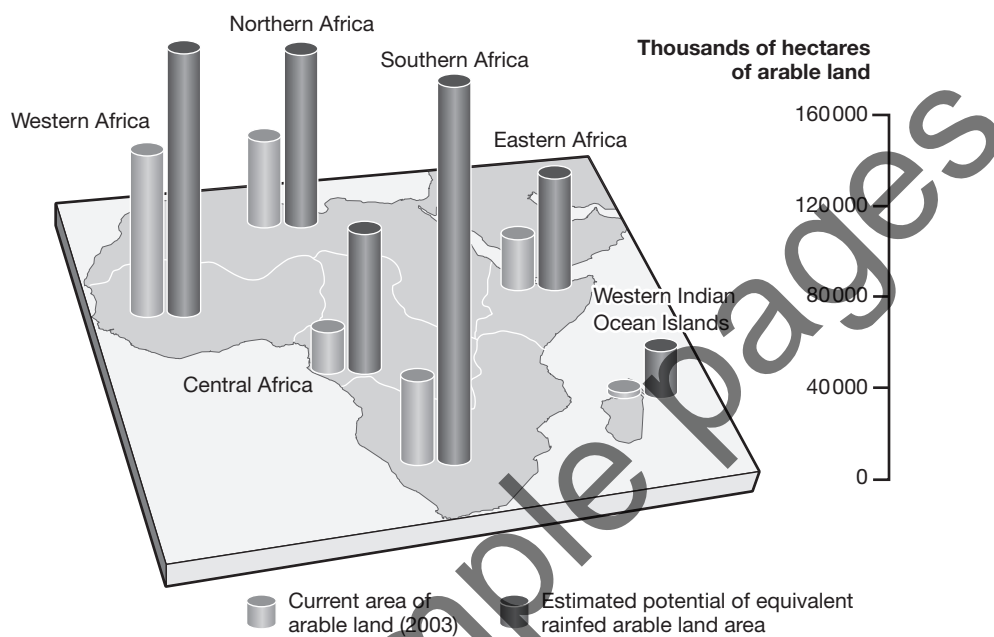 Northern Africa
Southern Africa
Thousands of hectares
of arable land
Western Africa
Eastern Africa
160 000
120 000
80 000
40 000
0
Western Indian
Ocean Islands
Central Africa
Current area of
arable land (2003)
Estimated potential of equivalent
rainfed arable land area
mple pages